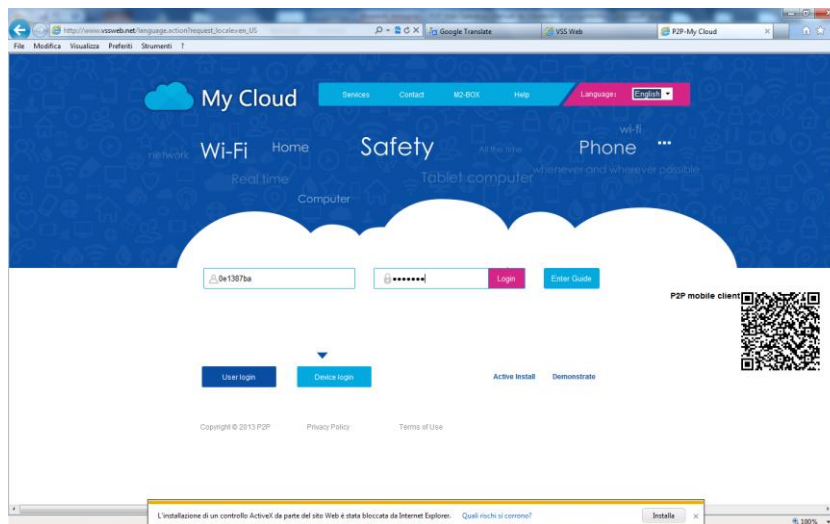 http://www.vssweb.net/language.action?request_locale=en_US
Google Translate
VSS Web
P2P-My Cloud
File Modifica Visualizza Preferiti Strumenti ?
My Cloud
Services Contact M2-BOX Help Language: English
wi-fi
network Wi-Fi Home Safety All the time Phone ...
Real time Tablet computer whenever and wherever possible
Computer
0e1387ba ••••••• Login Enter Guide
P2P mobile client
User login Device login Active Install Demonstrate
Copyright © 2013 P2P Privacy Policy Terms of Use
L'installazione di un controllo ActiveX da parte del sito Web è stata bloccata da Internet Explorer. Quali rischi si corrono? Installa
100%